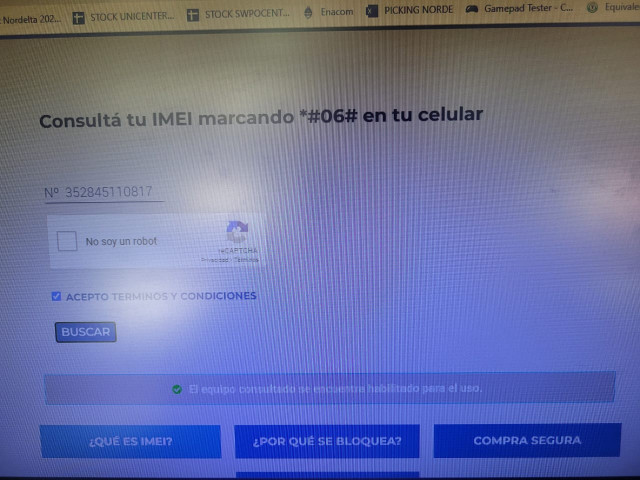 Nordelta 202...
STOCK UNICENTER...
STOCK SWPOCENT...
Enacom
PICKING NORDE
Gamepad Tester - C...
Equivale
Consultá tu IMEI marcando *#06# en tu celular
Nº 352845110817
No soy un robot
reCAPTCHA
Privacidad - Términos
ACEPTO TERMINOS Y CONDICIONES
BUSCAR
El equipo consultado se encuentra habilitado para el uso.
¿QUÉ ES IMEI?
¿POR QUÉ SE BLOQUEA?
COMPRA SEGURA